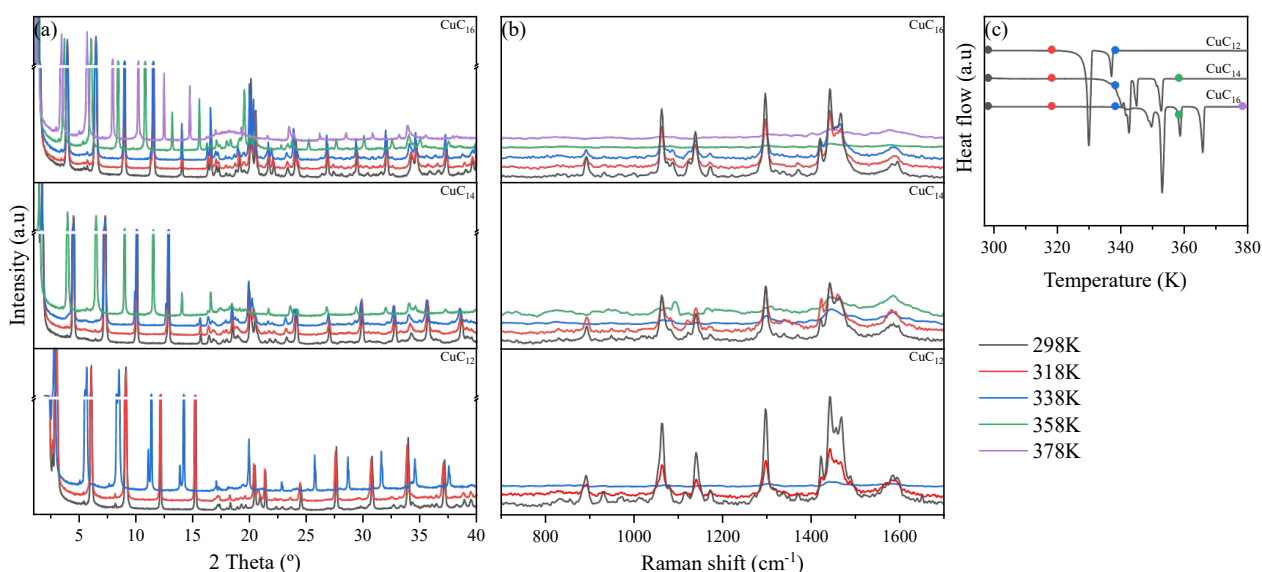 (a)
CuC16
(b)
CuC16
(c)
CuC12
CuC14
CuC16
Heat flow (a.u)
300 320 340 360 380
Temperature (K)
CuC14
CuC14
Intensity (a.u)
CuC12
CuC12
298K
318K
338K
358K
378K
5 10 15 20 25 30 35 40
2 Theta (º)
800 1000 1200 1400 1600
Raman shift (cm-1)